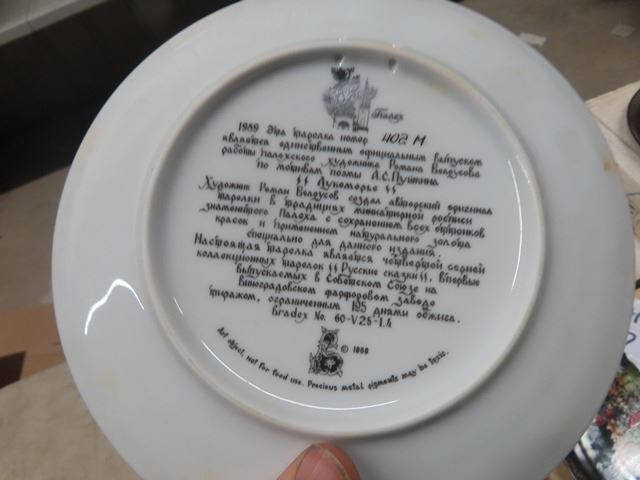 Палех
1989 Эта тарелка номер 402 М
является единственным официальным выпуском
работы палехского художника Романа Белоусова
по мотивам поэмы А.С.Пушкина
"Лукоморье"
Художник Роман Белоусов создал авторский оригинал
тарелки в традициях миниатюрной росписи
знаменитого Палеха с сохранением всех оттенков
красок и применением натурального золота
специально для данного издания.
Настоящая тарелка является четвертой серией
коллекционных тарелок "Русские сказки". Впервые
выпускаемых в Советском Союзе на
Виноградовском фарфоровом заводе
тиражом, ограниченным 195 днями обжига.
Bradex No. 60-V25-1.4
© 1988
Art object, not for food use. Precious metal pigments may be toxic.